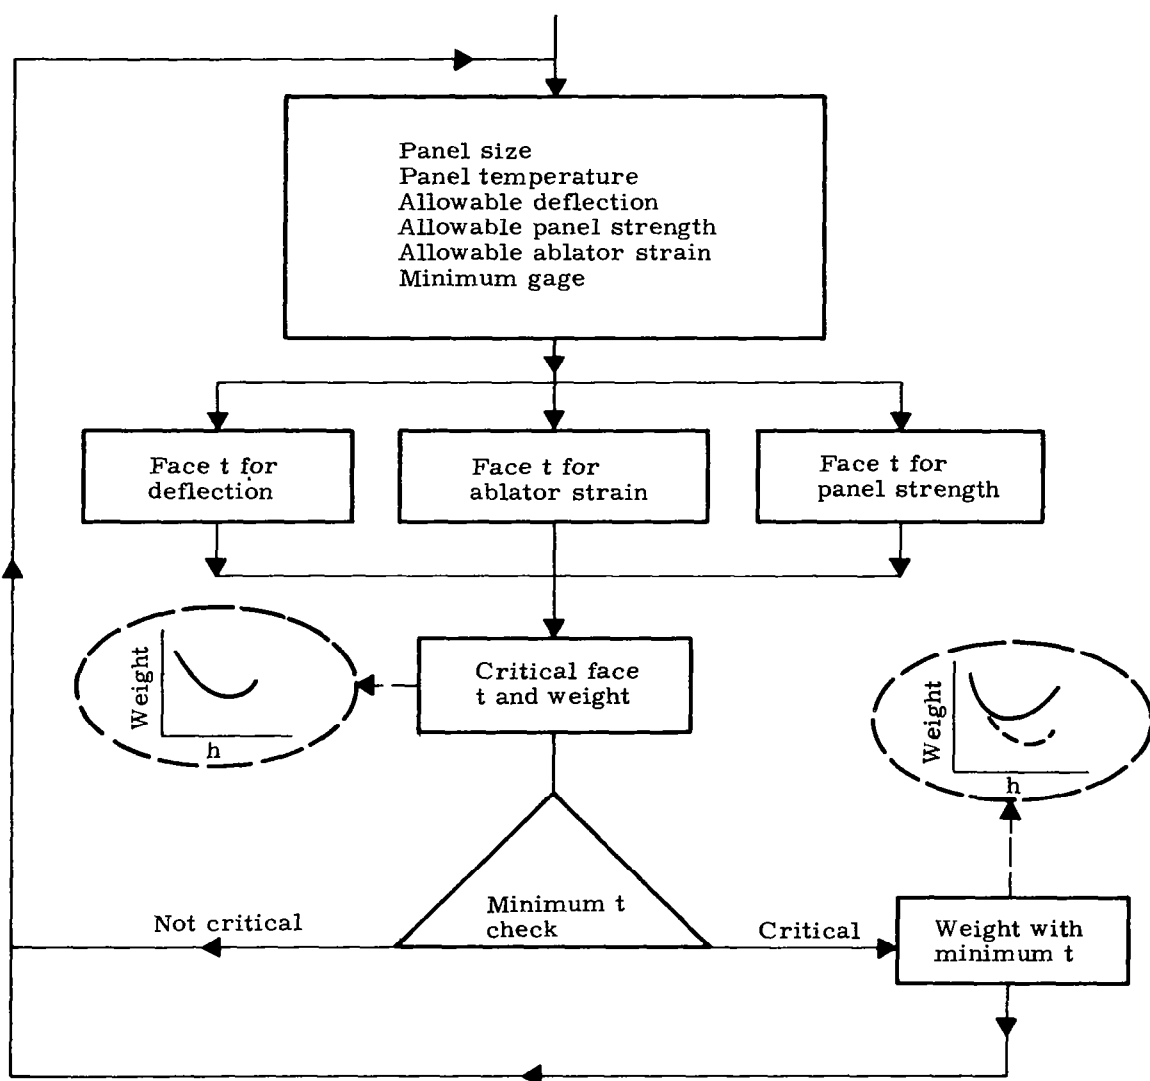 Panel size
Panel temperature
Allowable deflection
Allowable panel strength
Allowable ablator strain
Minimum gage
Face t for
deflection
Face t for
ablator strain
Face t for
panel strength
Weight
h
Critical face
t and weight
Weight
h
Not critical
Minimum t
check
Critical
Weight with
minimum t